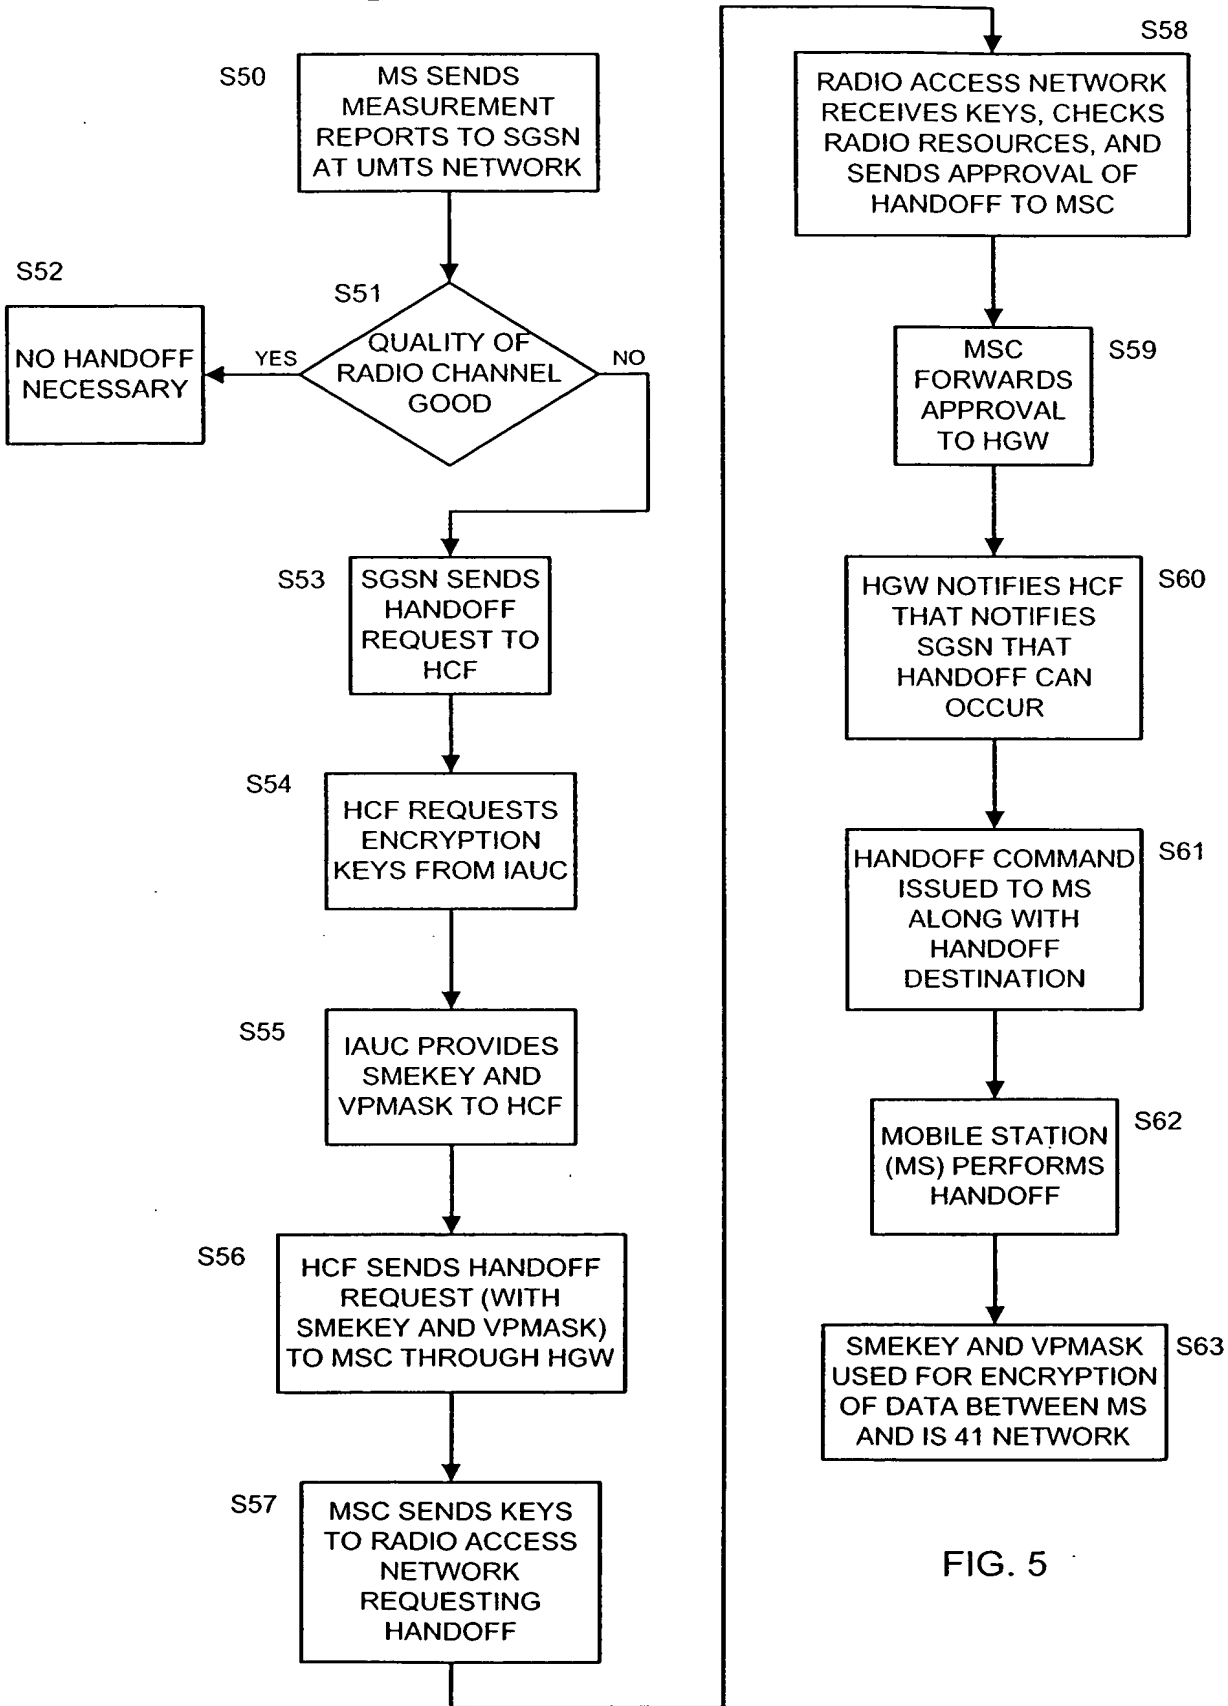 S50
MS SENDS
MEASUREMENT
REPORTS TO SGSN
AT UMTS NETWORK
S52
NO HANDOFF
NECESSARY
YES
S51
QUALITY OF
RADIO CHANNEL
GOOD
NO
S53
SGSN SENDS
HANDOFF
REQUEST TO
HCF
S54
HCF REQUESTS
ENCRYPTION
KEYS FROM IAUC
S55
IAUC PROVIDES
SMEKEY AND
VPMASK TO HCF
S56
HCF SENDS HANDOFF
REQUEST (WITH
SMEKEY AND VPMASK)
TO MSC THROUGH HGW
S57
MSC SENDS KEYS
TO RADIO ACCESS
NETWORK
REQUESTING
HANDOFF
S58
RADIO ACCESS NETWORK
RECEIVES KEYS, CHECKS
RADIO RESOURCES, AND
SENDS APPROVAL OF
HANDOFF TO MSC
S59
MSC
FORWARDS
APPROVAL
TO HGW
S60
HGW NOTIFIES HCF
THAT NOTIFIES
SGSN THAT
HANDOFF CAN
OCCUR
S61
HANDOFF COMMAND
ISSUED TO MS
ALONG WITH
HANDOFF
DESTINATION
S62
MOBILE STATION
(MS) PERFORMS
HANDOFF
S63
SMEKEY AND VPMASK
USED FOR ENCRYPTION
OF DATA BETWEEN MS
AND IS 41 NETWORK
FIG. 5